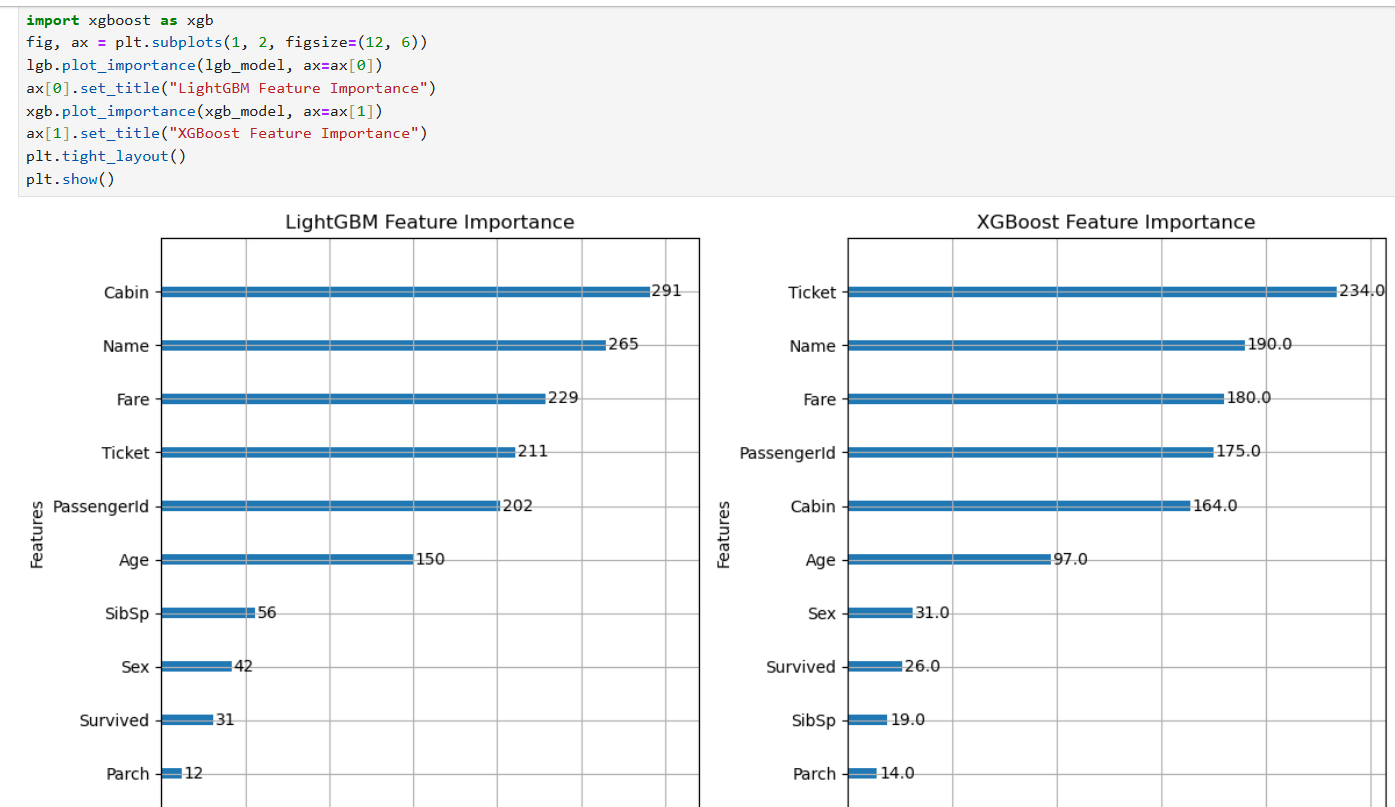 import xgboost as xgb
fig, ax = plt.subplots(1, 2, figsize=(12, 6))
lgb.plot_importance(lgb_model, ax=ax[0])
ax[0].set_title("LightGBM Feature Importance")
xgb.plot_importance(xgb_model, ax=ax[1])
ax[1].set_title("XGBoost Feature Importance")
plt.tight_layout()
plt.show()
LightGBM Feature Importance
Features
Cabin 291
Name 265
Fare 229
Ticket 211
PassengerId 202
Age 150
SibSp 56
Sex 42
Survived 31
Parch 12
XGBoost Feature Importance
Features
Ticket 234.0
Name 190.0
Fare 180.0
PassengerId 175.0
Cabin 164.0
Age 97.0
Sex 31.0
Survived 26.0
SibSp 19.0
Parch 14.0